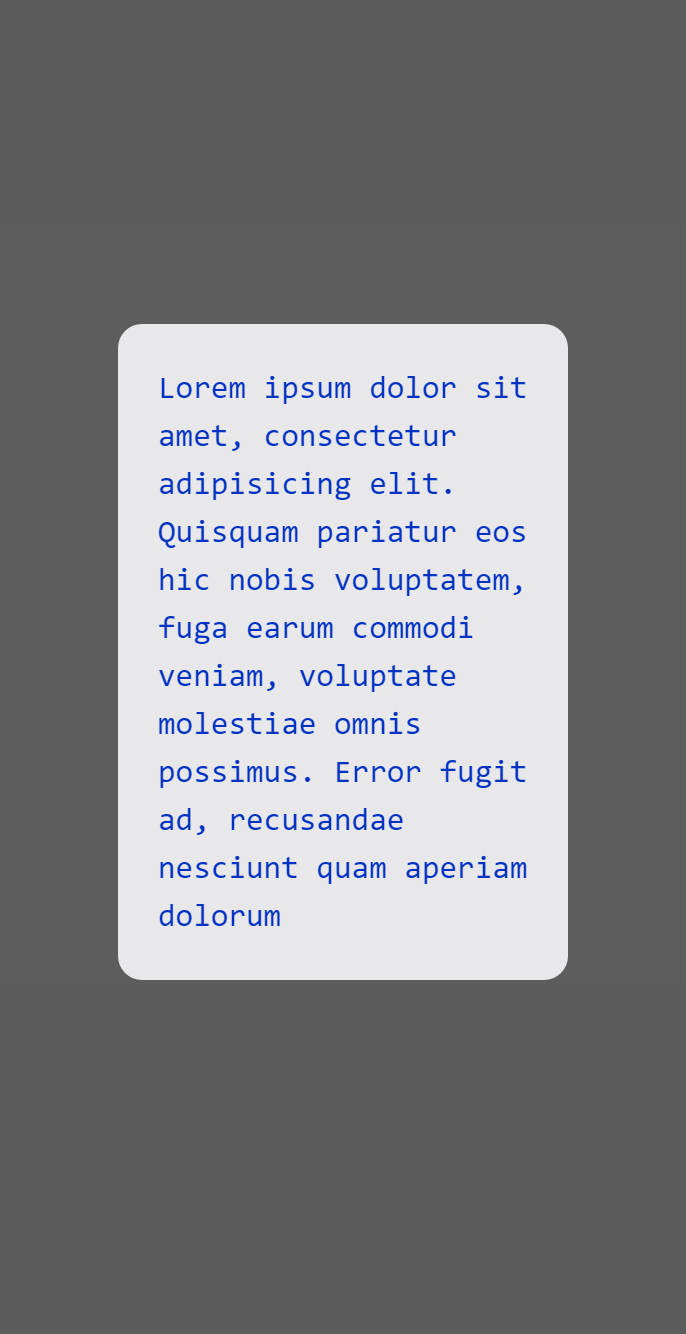 Lorem ipsum dolor sit
amet, consectetur
adipisicing elit.
Quisquam pariatur eos
hic nobis voluptatem,
fuga earum commodi
veniam, voluptate
molestiae omnis
possimus. Error fugit
ad, recusandae
nesciunt quam aperiam
dolorum